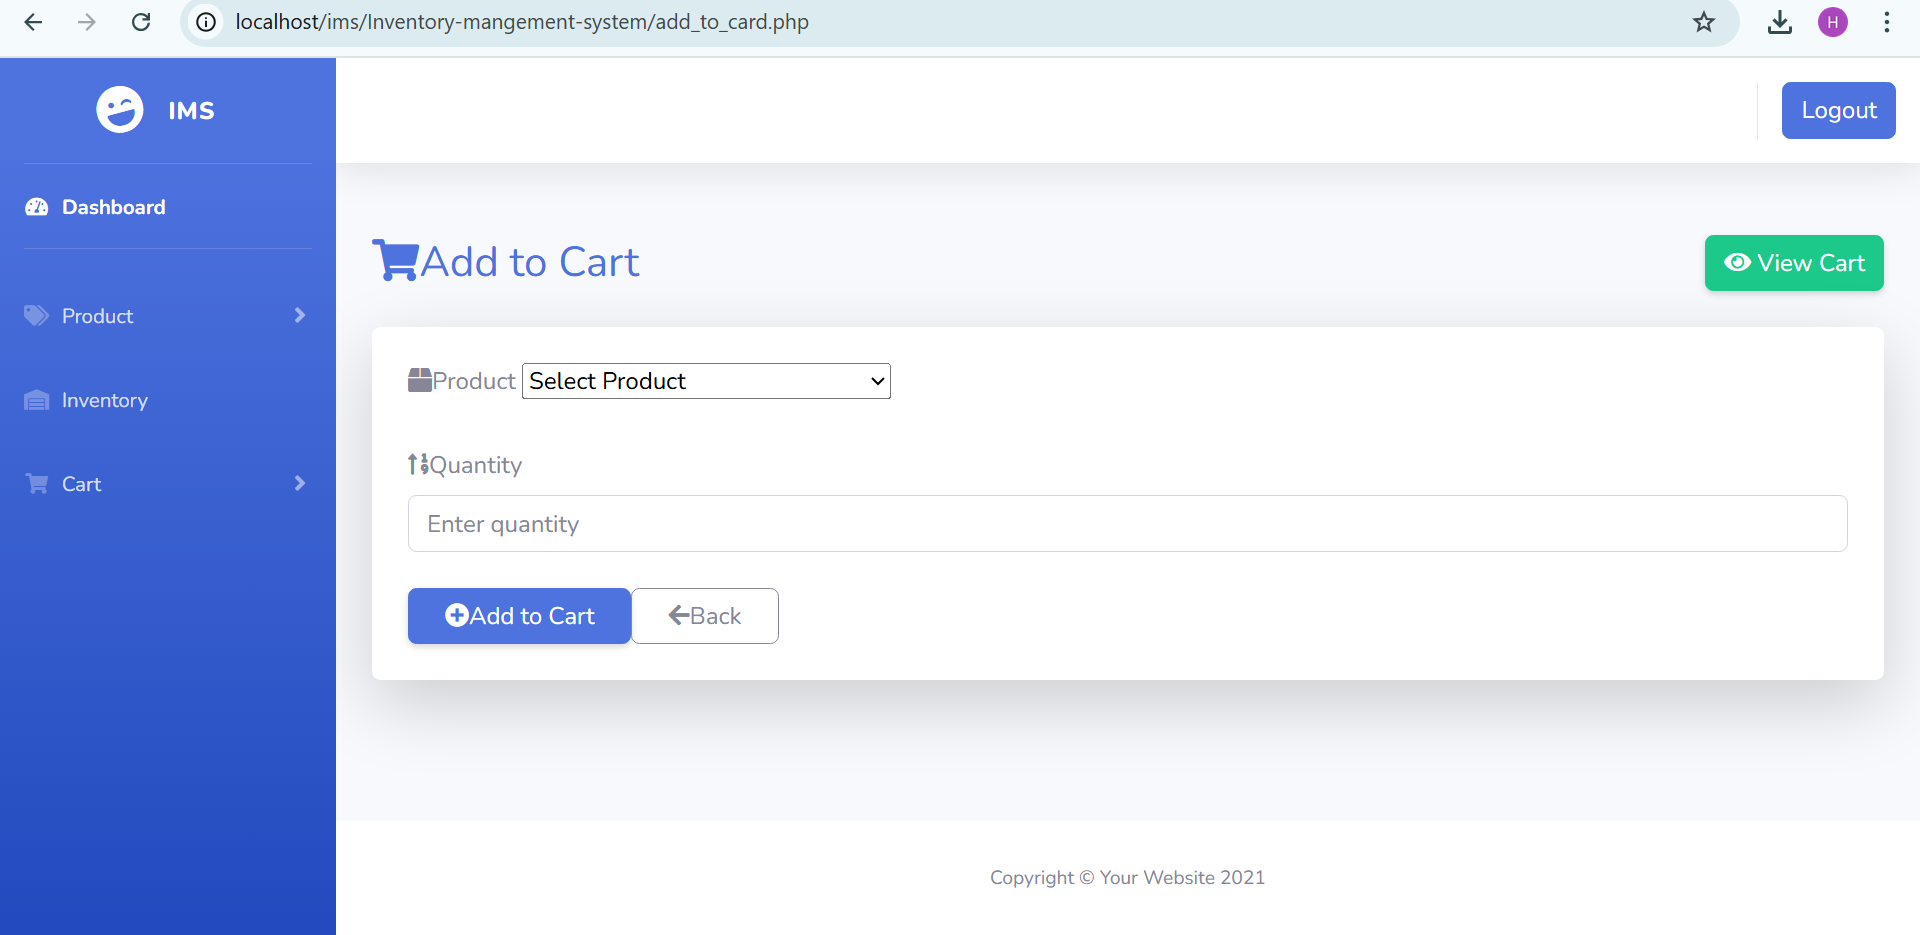 localhost/ims/Inventory-mangement-system/add_to_card.php
H
IMS
Logout
Dashboard
Add to Cart
View Cart
Product
Inventory
Cart
Product Select Product
Quantity
Enter quantity
Add to Cart
Back
Copyright © Your Website 2021